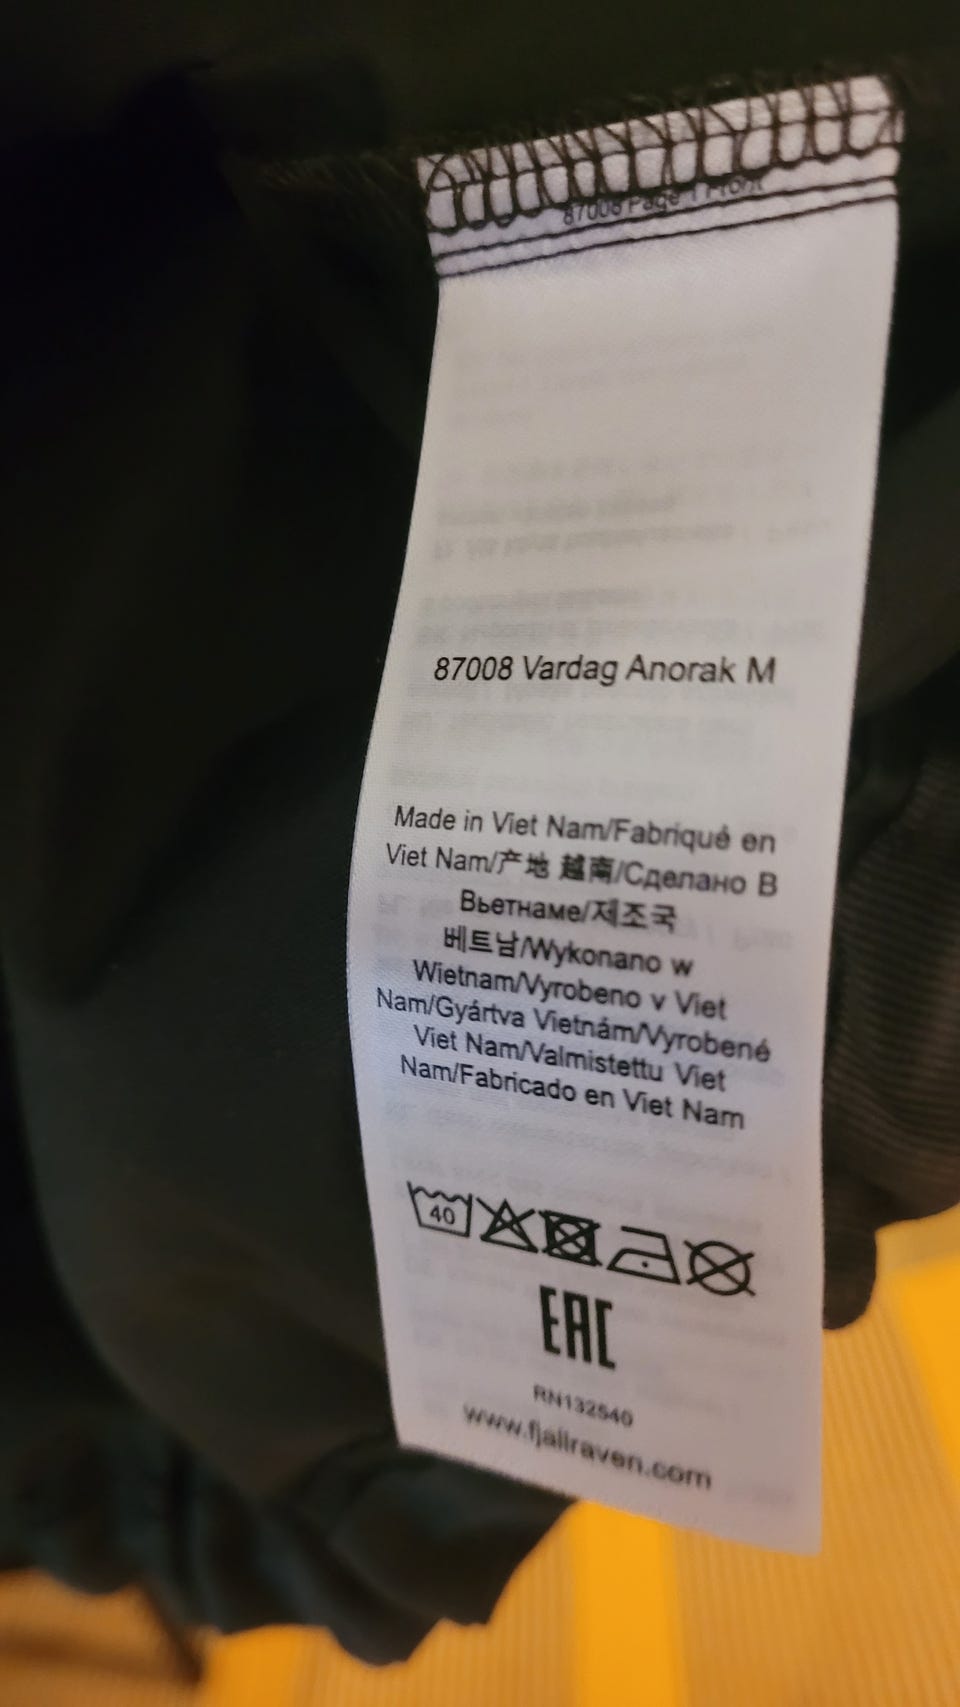 87008 Page 1 Front
87008 Vardag Anorak M
Made in Viet Nam/Fabriqué en
Viet Nam/产地 越南/Сделано В
Вьетнаме/제조국
베트남/Wykonano w
Wietnam/Vyrobeno v Viet
Nam/Gyártva Vietnám/Vyrobené
Viet Nam/Valmistettu Viet
Nam/Fabricado en Viet Nam
40
EAC
RN132540
www.fjallraven.com